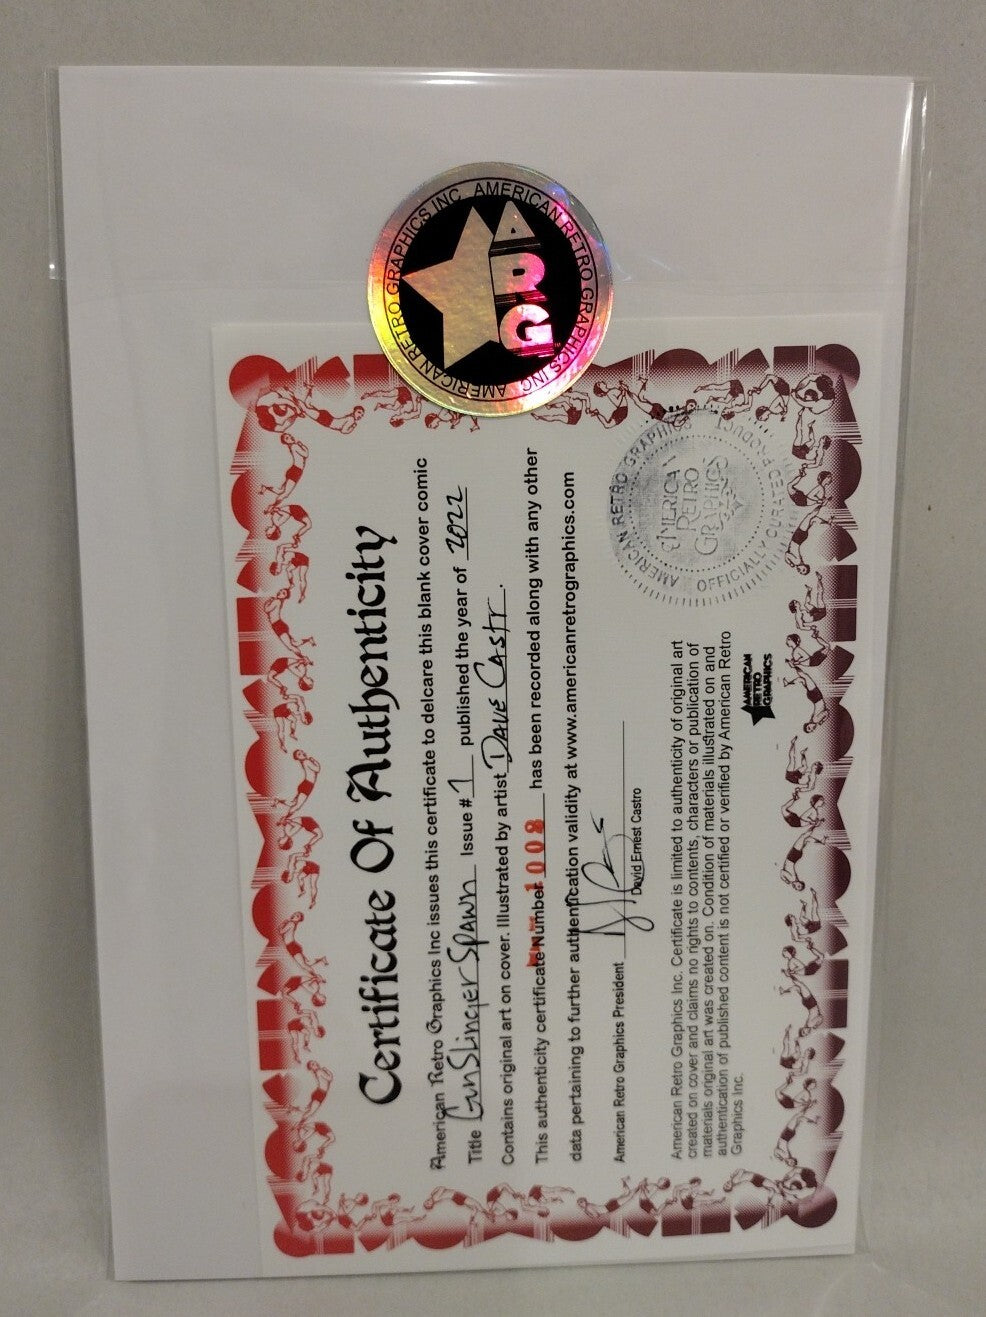 AMERICAN RETRO GRAPHICS INC. AMERICAN RETRO GRAPHICS INC.
ARG
Certificate Of Authenticity
American Retro Graphics Inc issues this certificate to delcare this blank cover comic
Title GunSlinger Spawn Issue # 1 published the year of 2022
Contains original art on cover. Illustrated by artist Dave Castr.
This authenticity certificate Number 1008 has been recorded along with any other
data pertaining to further authentication validity at www.americanretrographics.com
American Retro Graphics President
David Ernest Castro
American Retro Graphics Inc. Certificate is limited to authenticity of original art
created on cover and claims no rights to contents, characters or publication of
materials original art was created on. Condition of materials illustrated on and
authentication of published content is not certified or verified by American Retro
Graphics Inc.
AMERICAN
RETRO
GRAPHICS
AMERICAN RETRO GRAPHICS
OFFICIALLY CURATED PRODUCT
AMERICAN
RETRO
GRAPHICS